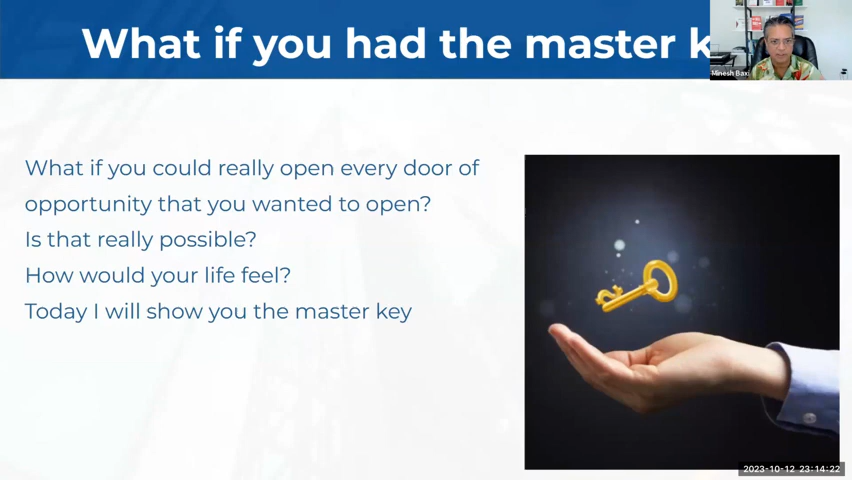 What if you had the master k
Minesh Baxi
What if you could really open every door of
opportunity that you wanted to open?
Is that really possible?
How would your life feel?
Today I will show you the master key
2023-10-12 23:14:22